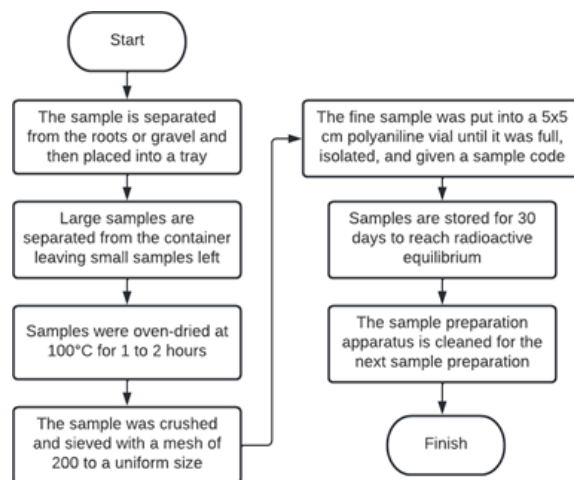 Start
The sample is separated
from the roots or gravel and
then placed into a tray
Large samples are
separated from the container
leaving small samples left
Samples were oven-dried at
100°C for 1 to 2 hours
The sample was crushed
and sieved with a mesh of
200 to a uniform size
The fine sample was put into a 5x5
cm polyaniline vial until it was full,
isolated, and given a sample code
Samples are stored for 30
days to reach radioactive
equilibrium
The sample preparation
apparatus is cleaned for the
next sample preparation
Finish